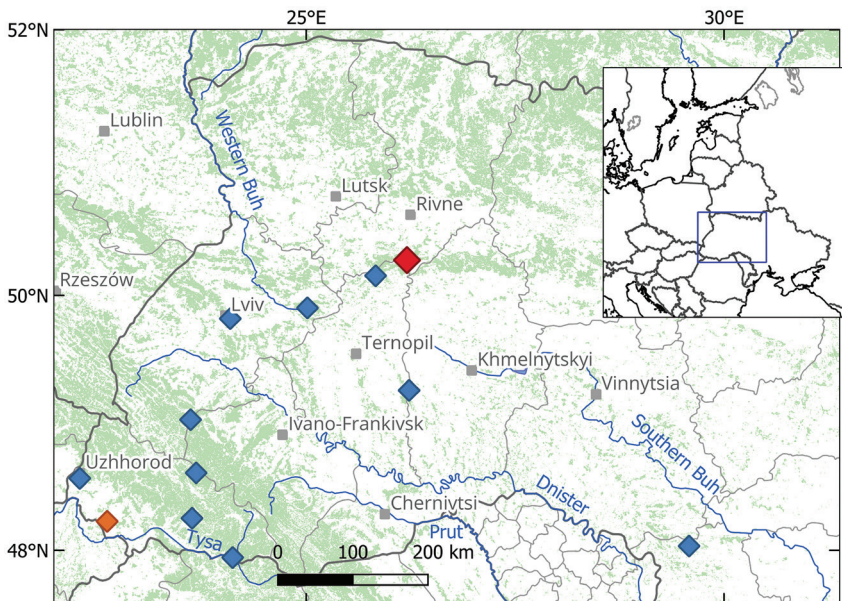 25°E
30°E
52°N
Lublin
Western Buh
Lutsk
Rivne
Rzeszów
50°N
Lviv
Ternopil
Khmelnytskyi
Vinnytsia
Ivano-Frankivsk
Southern Buh
Uzhhorod
Dnister
Chernivtsi
Prut
Tysa
48°N
0 100 200 km